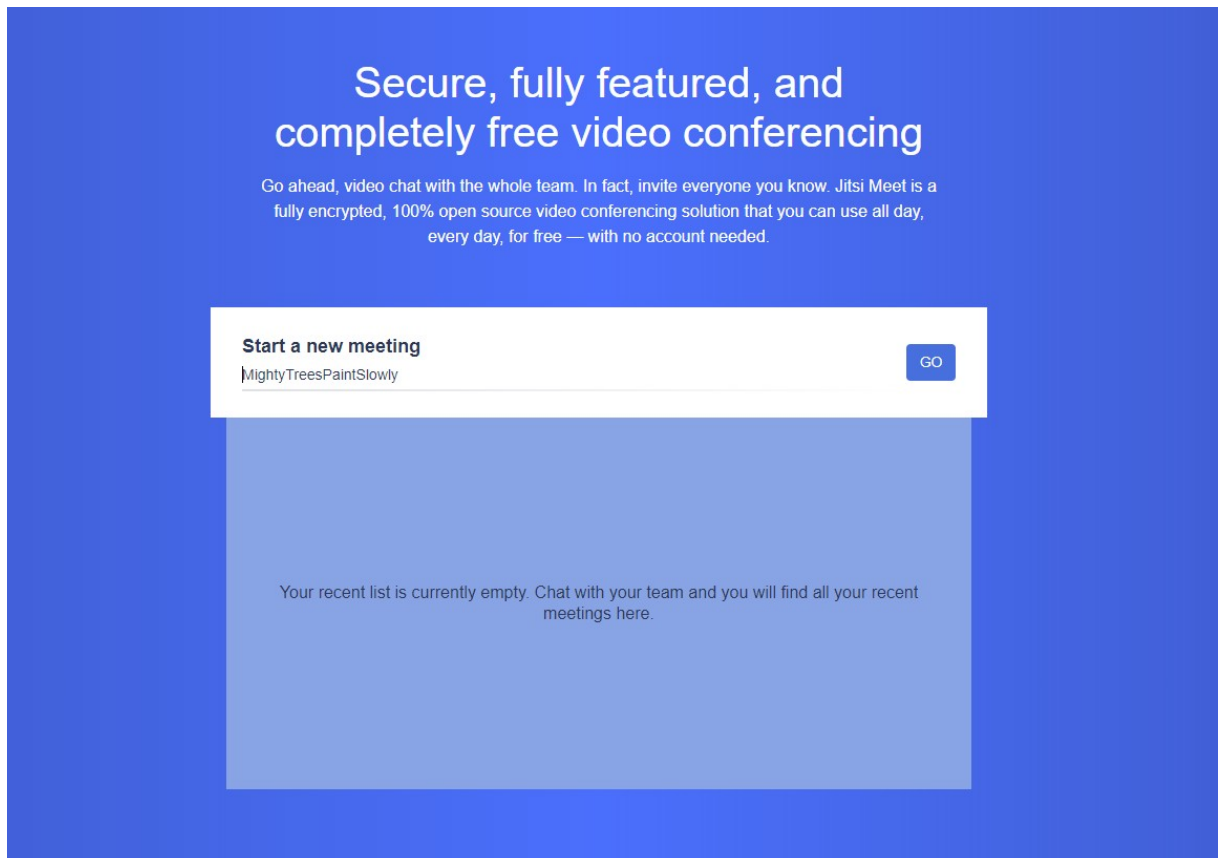 Secure, fully featured, and
completely free video conferencing
Go ahead, video chat with the whole team. In fact, invite everyone you know. Jitsi Meet is a
fully encrypted, 100% open source video conferencing solution that you can use all day,
every day, for free — with no account needed.
Start a new meeting
GO
MightyTreesPaintSlowly
Your recent list is currently empty. Chat with your team and you will find all your recent
meetings here.